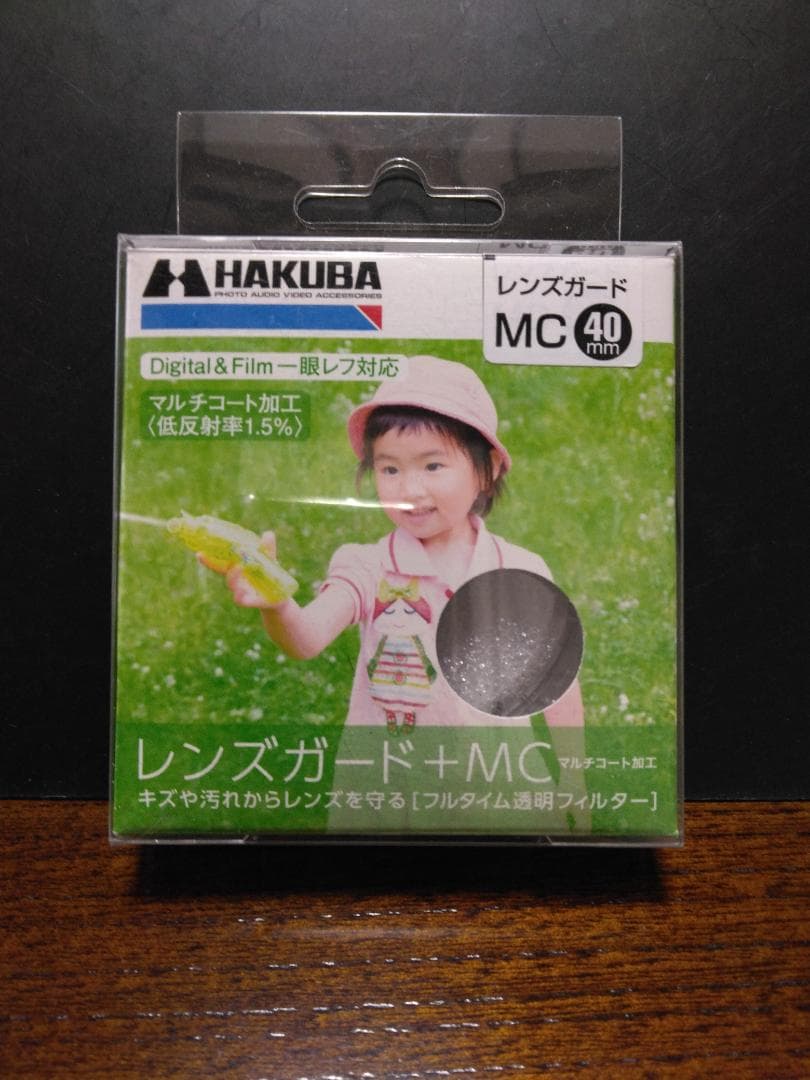 HAKUBA
PHOTO AUDIO VIDEO ACCESSORIES
レンズガード
MC 40mm
Digital & Film 一眼レフ対応
マルチコート加工
〈低反射率1.5%〉
レンズガード+MC マルチコート加工
キズや汚れからレンズを守る［フルタイム透明フィルター］